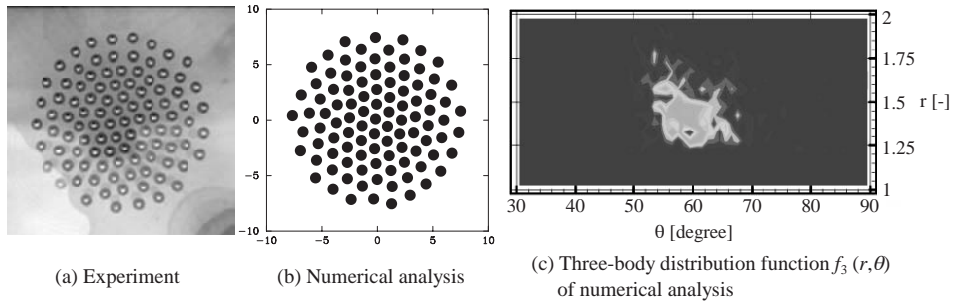 10
5
0
−5
−10
−10 −5 0 5 10
2
1.75
1.5
1.25
1
r [-]
30 40 50 60 70 80 90
θ [degree]
(a) Experiment
(b) Numerical analysis
(c) Three-body distribution function f₃ (r,θ)
of numerical analysis